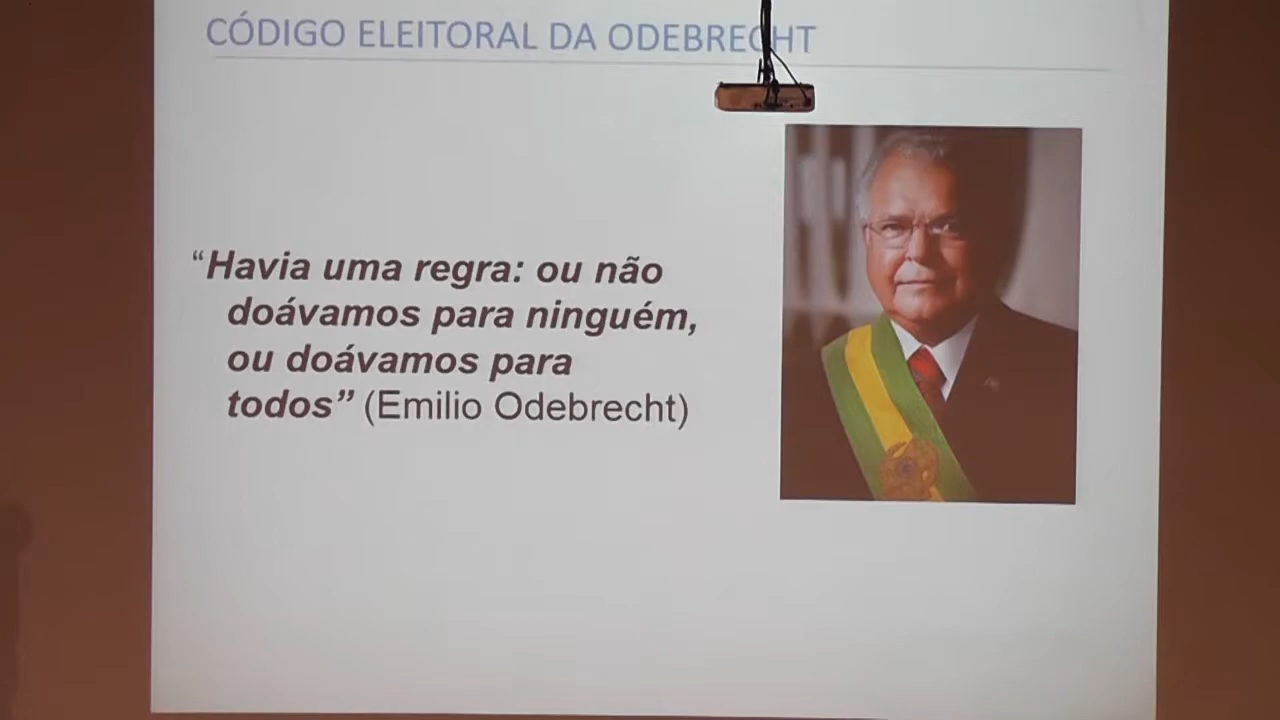 CÓDIGO ELEITORAL DA ODEBRECHT
“Havia uma regra: ou não
doávamos para ninguém,
ou doávamos para
todos” (Emilio Odebrecht)